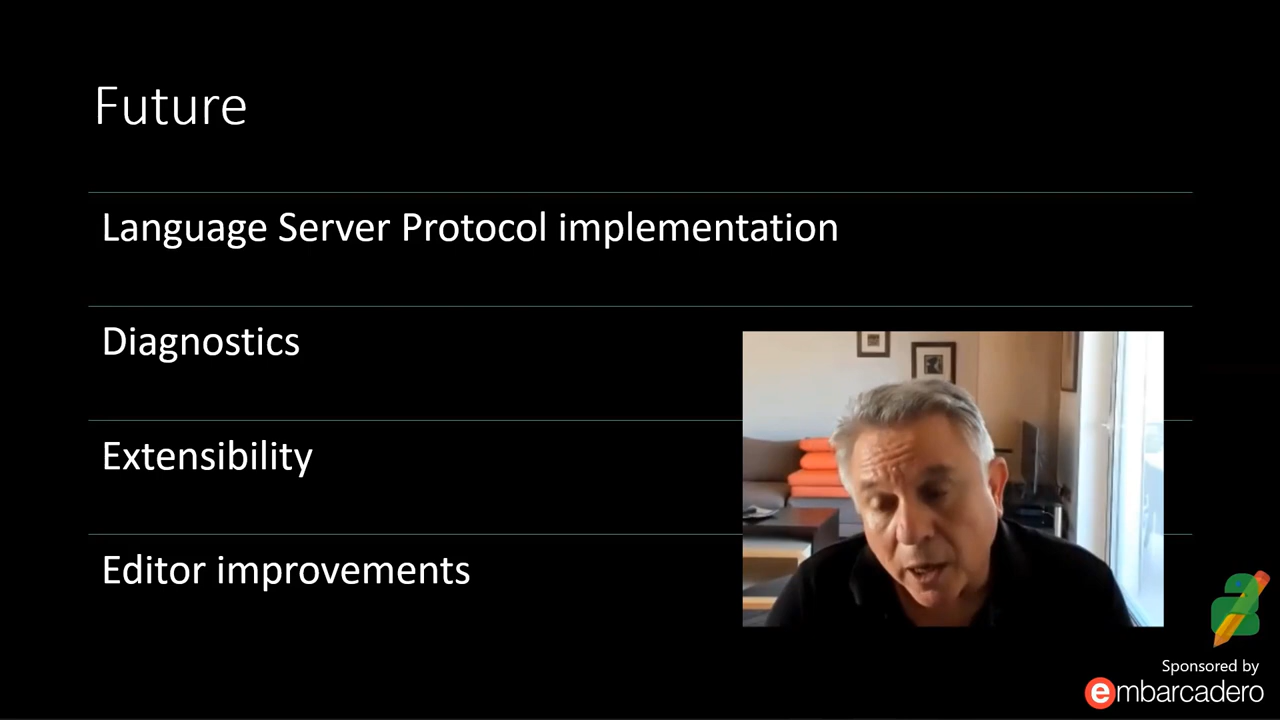 Future
Language Server Protocol implementation
Diagnostics
Extensibility
Editor improvements
Sponsored by
embarcadero